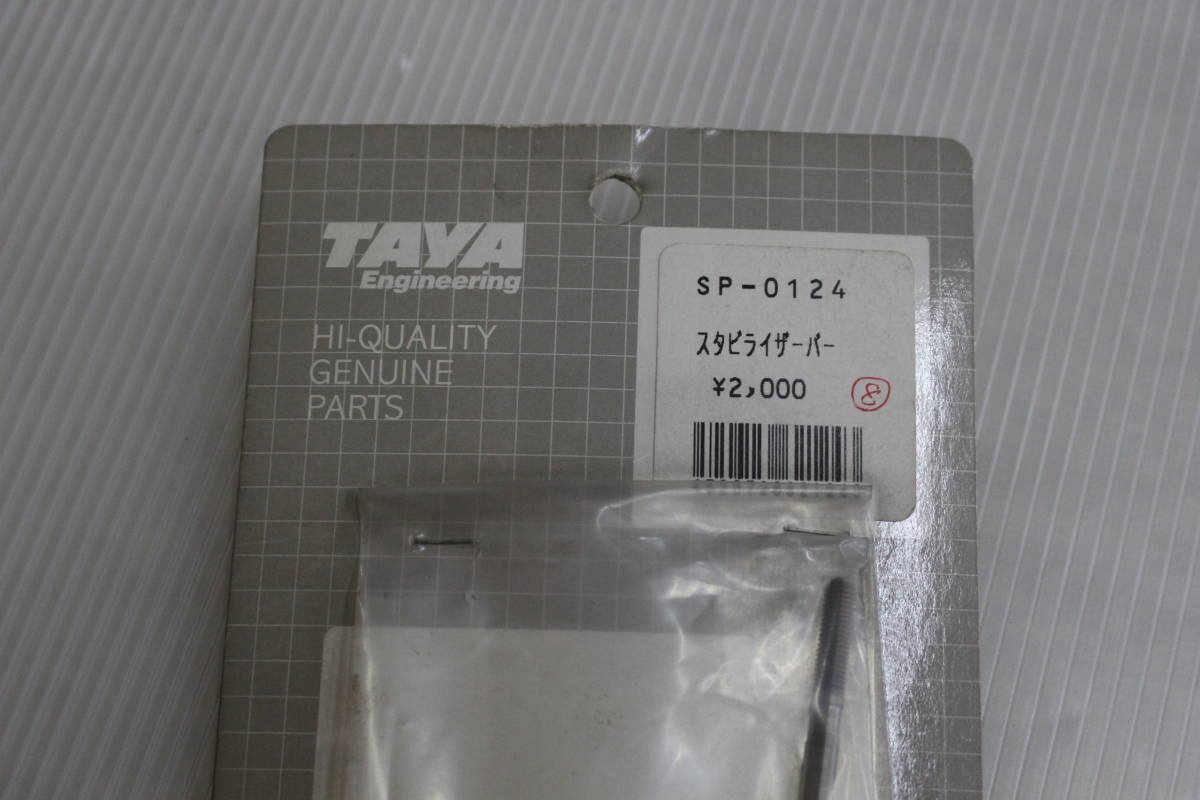 TAYA
Engineering
HI-QUALITY
GENUINE
PARTS
SP-0124
スタビライザーバー
¥2,000
8